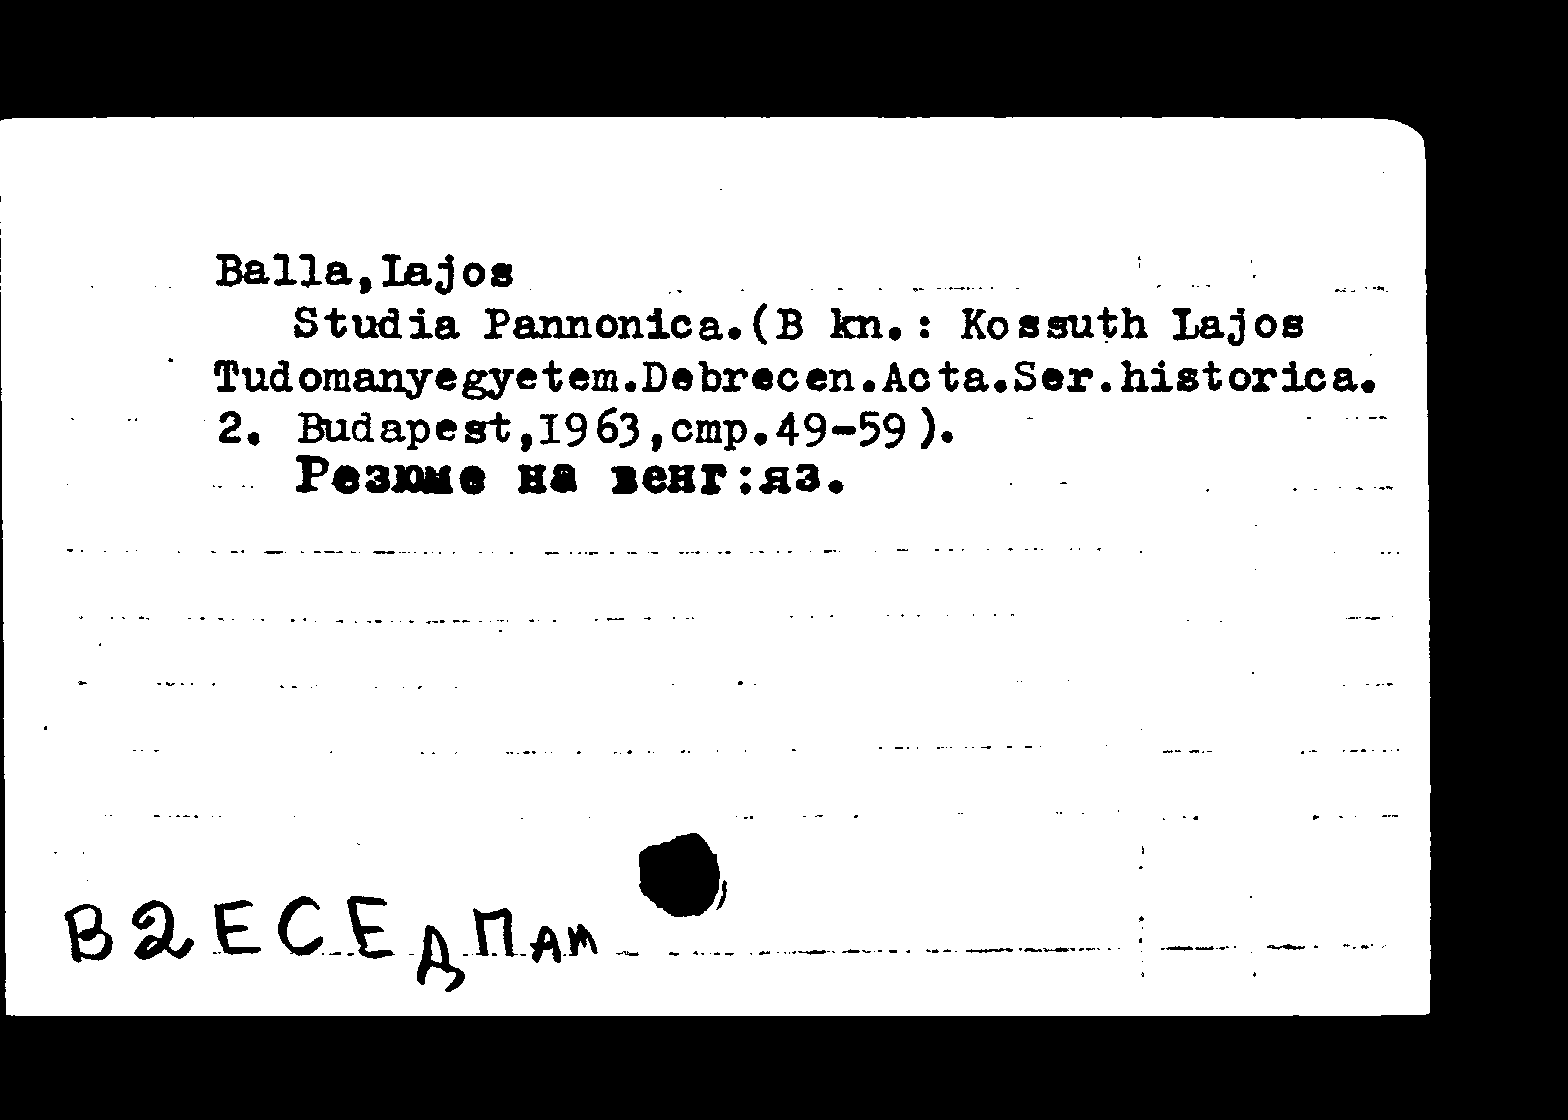 Balla,Lajos
Studia Pannonica.(B kn.: Kossuth Lajos
Tudomanyegyetem.Debrecen.Acta.Ser.historica.
2. Budapest,1963,cmp.49-59).
Резюме на венг:яз.
В2ЕСЕдПам